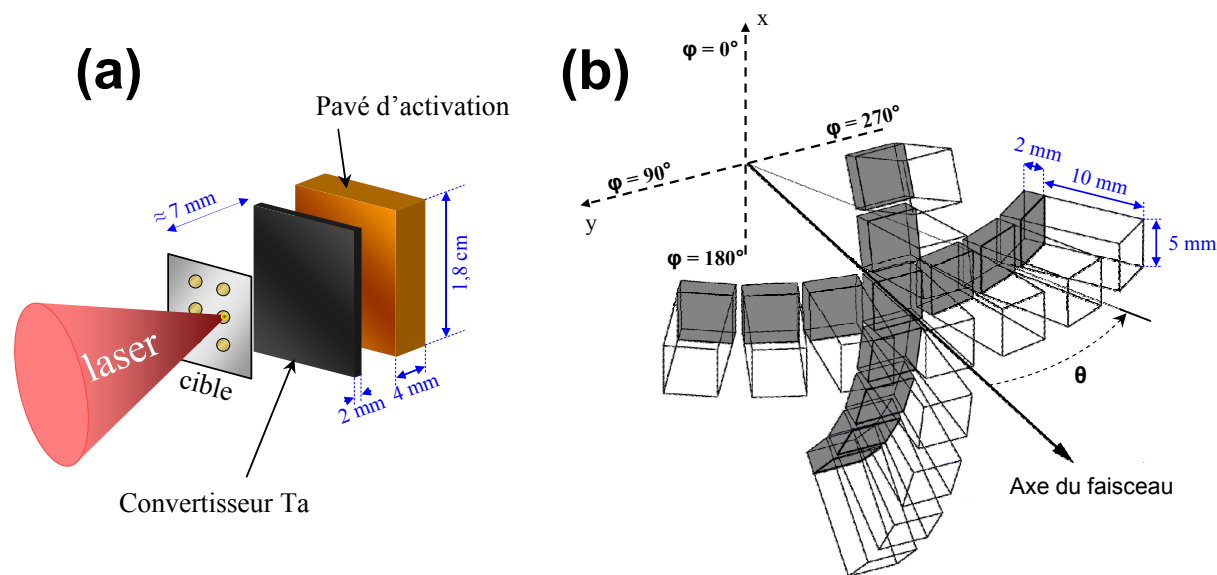 (a)
Pavé d’activation
≈ 7 mm
1,8 cm
laser
cible
2 mm
4 mm
Convertisseur Ta
(b)
x
φ = 0°
φ = 270°
φ = 90°
y
φ = 180°
2 mm
10 mm
5 mm
θ
Axe du faisceau